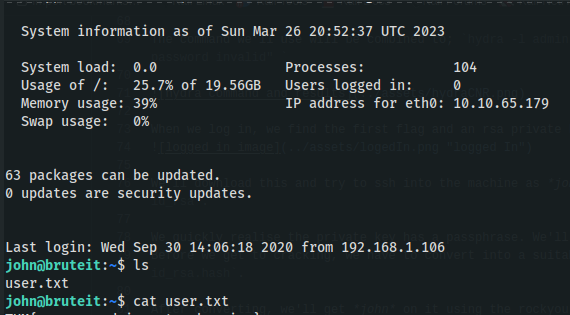 System information as of Sun Mar 26 20:52:37 UTC 2023
System load: 0.0 Processes: 104
Usage of /: 25.7% of 19.56GB Users logged in: 0
Memory usage: 39% IP address for eth0: 10.10.65.179
Swap usage: 0%
63 packages can be updated.
0 updates are security updates.
Last login: Wed Sep 30 14:06:18 2020 from 192.168.1.106
john@bruteit:~$ ls
user.txt
john@bruteit:~$ cat user.txt